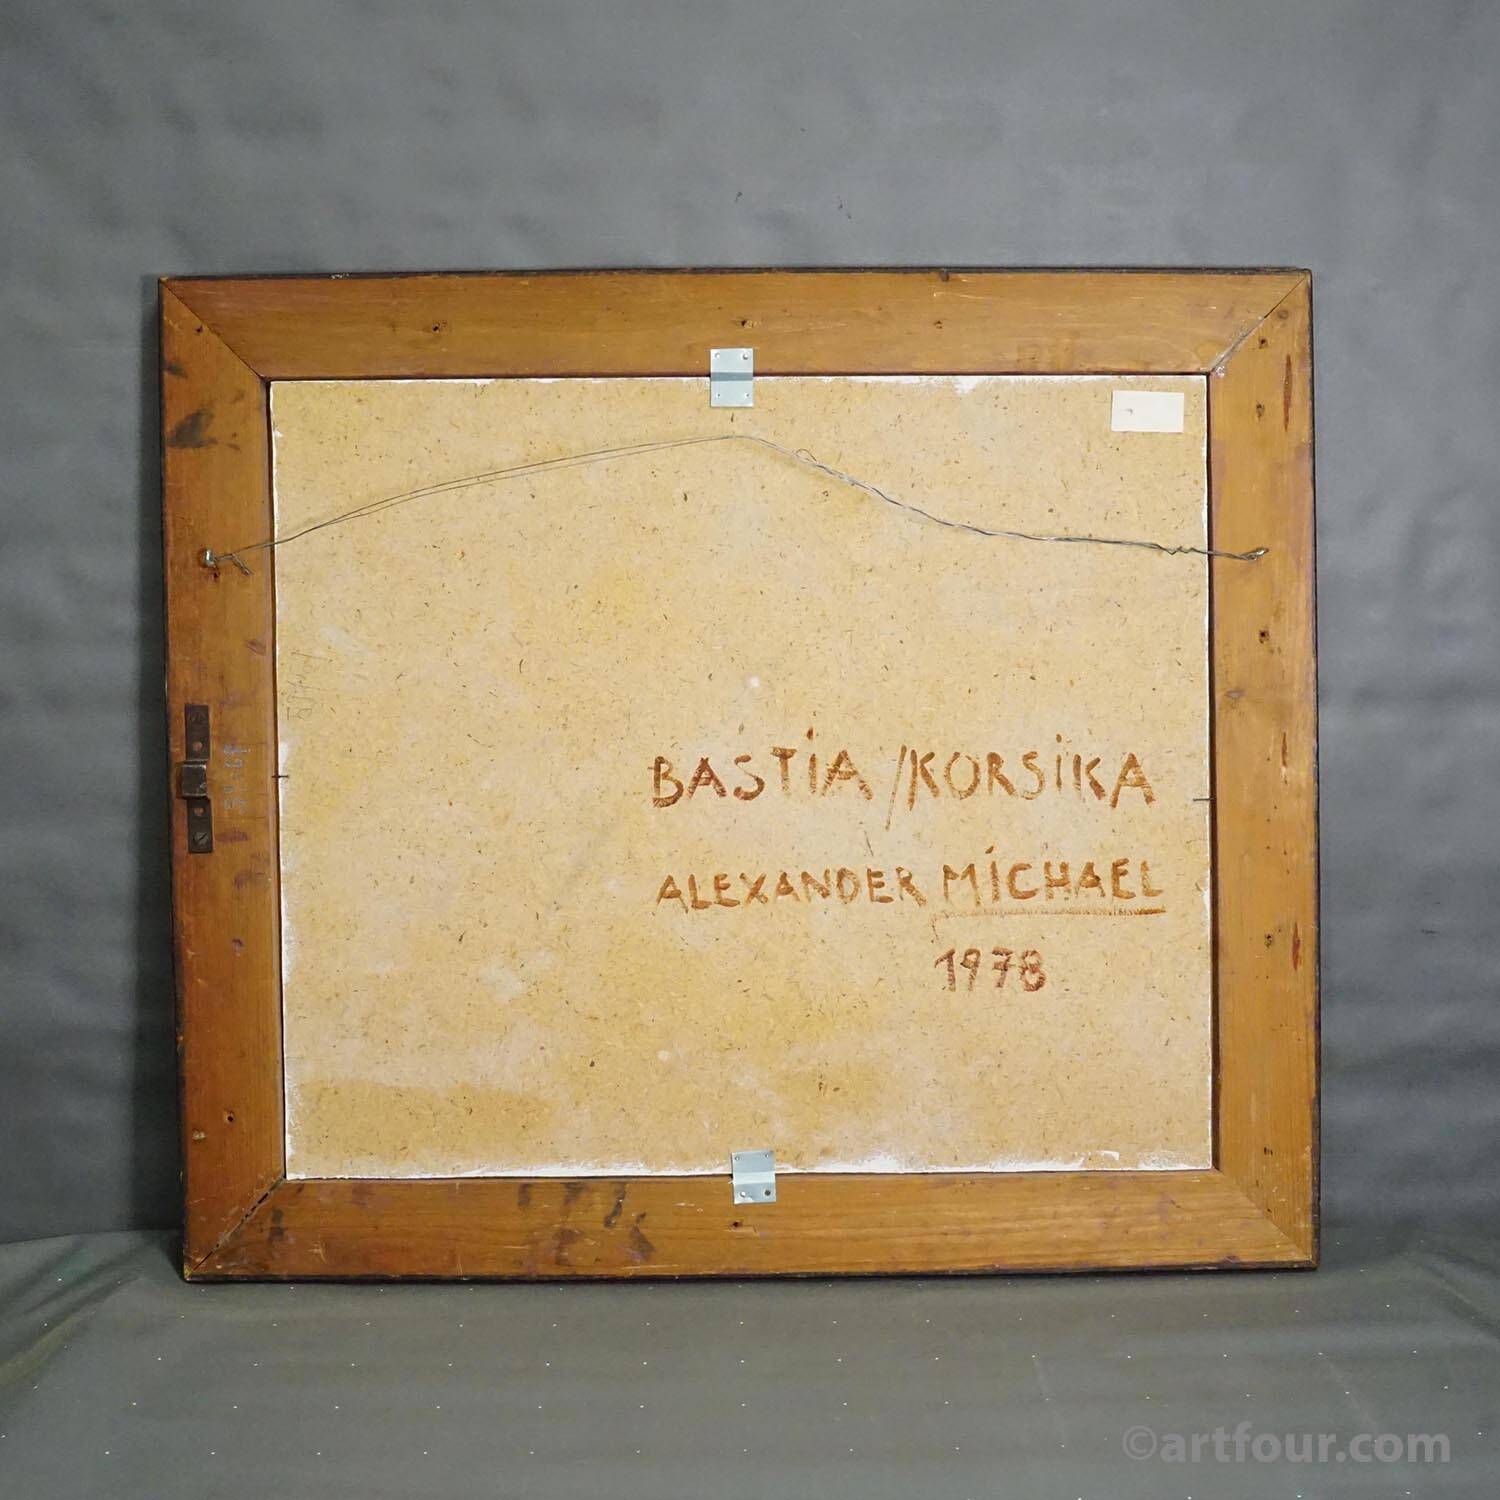 BASTiA /KORSiKA
ALEXANDER MiCHAEL
1978
©artfour.com